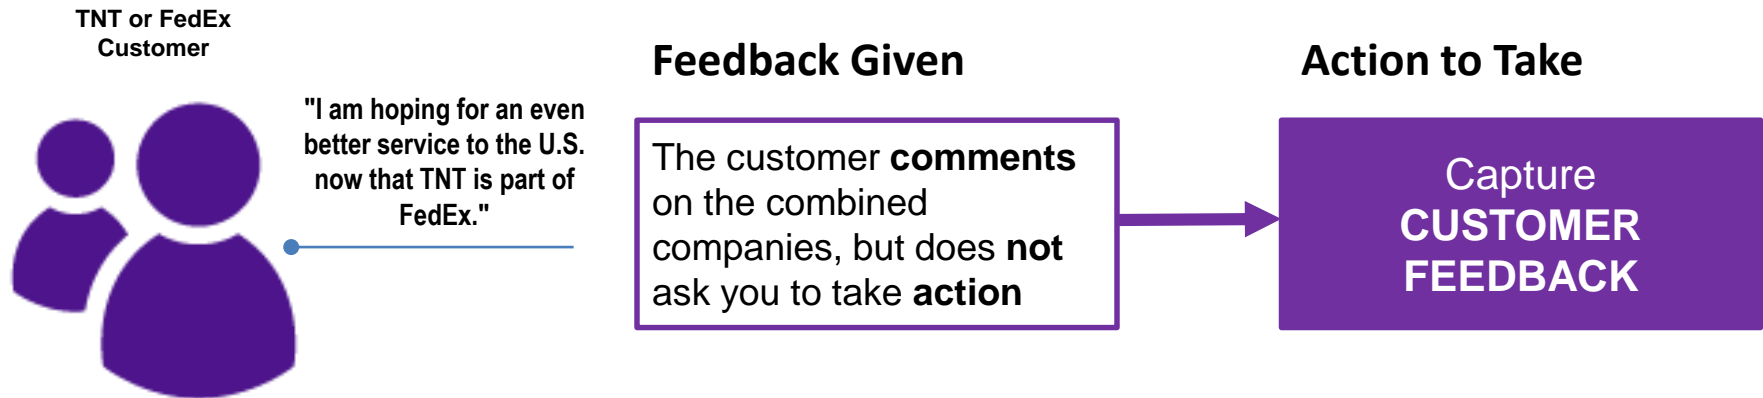 TNT or FedEx
Customer
"I am hoping for an even
better service to the U.S.
now that TNT is part of
FedEx."
Feedback Given
The customer comments
on the combined
companies, but does not
ask you to take action
Action to Take
Capture
CUSTOMER
FEEDBACK